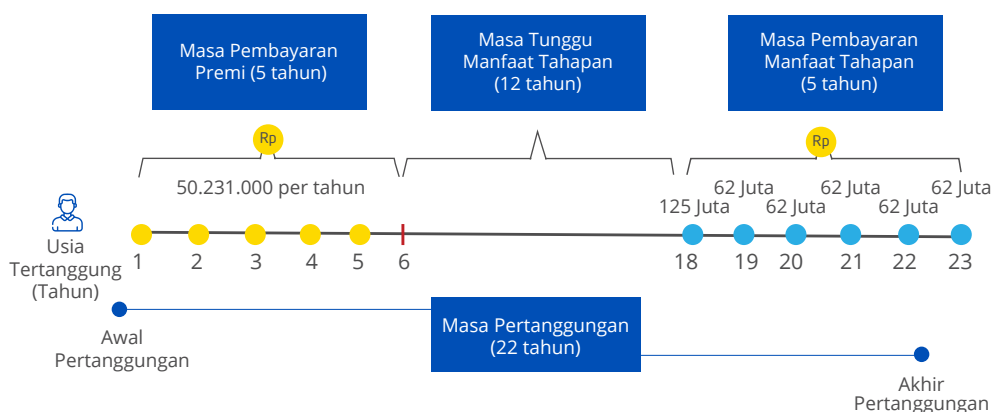 Masa Pembayaran
Premi (5 tahun)
Masa Tunggu
Manfaat Tahapan
(12 tahun)
Masa Pembayaran
Manfaat Tahapan
(5 tahun)
Rp
Rp
50.231.000 per tahun
62 Juta
62 Juta
62 Juta
125 Juta
62 Juta
62 Juta
Usia
Tertanggung
(Tahun)
1
2
3
4
5
6
18
19
20
21
22
23
Awal
Pertanggungan
Masa Pertanggungan
(22 tahun)
Akhir
Pertanggungan